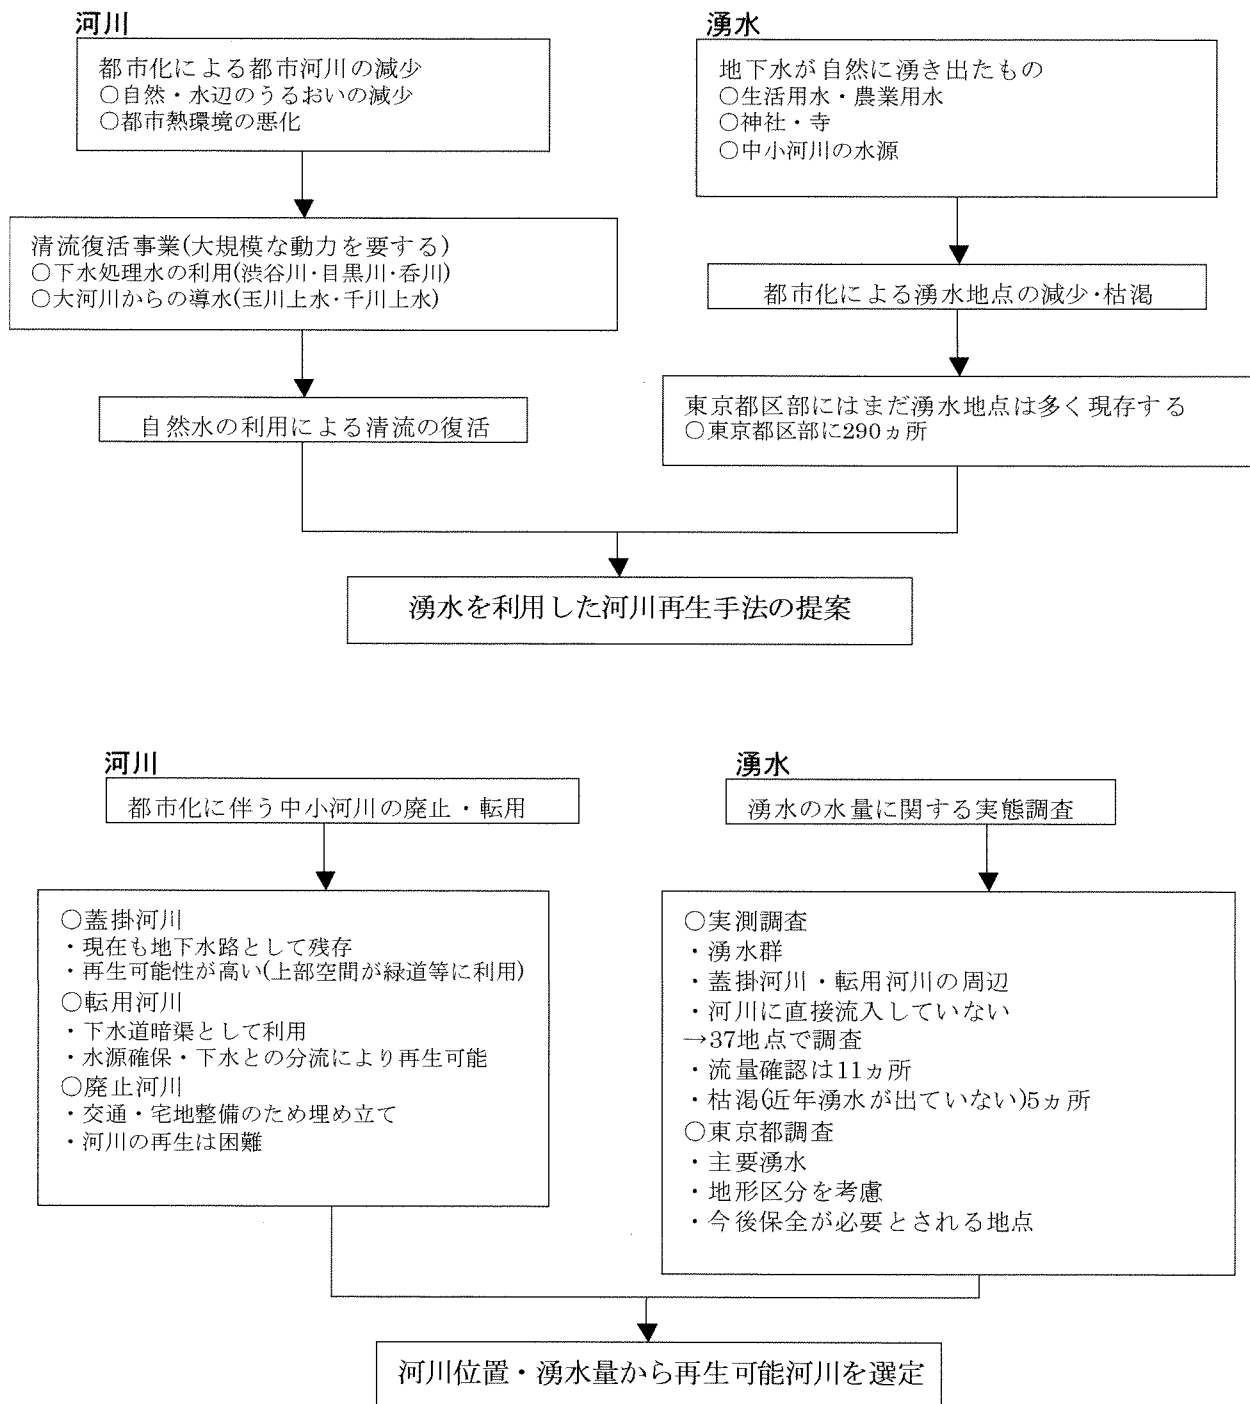 河川
都市化による都市河川の減少
○自然・水辺のうるおいの減少
○都市熱環境の悪化
清流復活事業(大規模な動力を要する)
○下水処理水の利用(渋谷川・目黒川・呑川)
○大河川からの導水(玉川上水・千川上水)
自然水の利用による清流の復活
湧水
地下水が自然に湧き出たもの
○生活用水・農業用水
○神社・寺
○中小河川の水源
都市化による湧水地点の減少・枯渇
東京都区部にはまだ湧水地点は多く現存する
○東京都区部に290ヵ所
湧水を利用した河川再生手法の提案
河川
都市化に伴う中小河川の廃止・転用
○蓋掛河川
・現在も地下水路として残存
・再生可能性が高い(上部空間が緑道等に利用)
○転用河川
・下水道暗渠として利用
・水源確保・下水との分流により再生可能
○廃止河川
・交通・宅地整備のため埋め立て
・河川の再生は困難
湧水
湧水の水量に関する実態調査
○実測調査
・湧水群
・蓋掛河川・転用河川の周辺
・河川に直接流入していない
→37地点で調査
・流量確認は11ヵ所
・枯渇(近年湧水が出ていない)5ヵ所
○東京都調査
・主要湧水
・地形区分を考慮
・今後保全が必要とされる地点
河川位置・湧水量から再生可能河川を選定